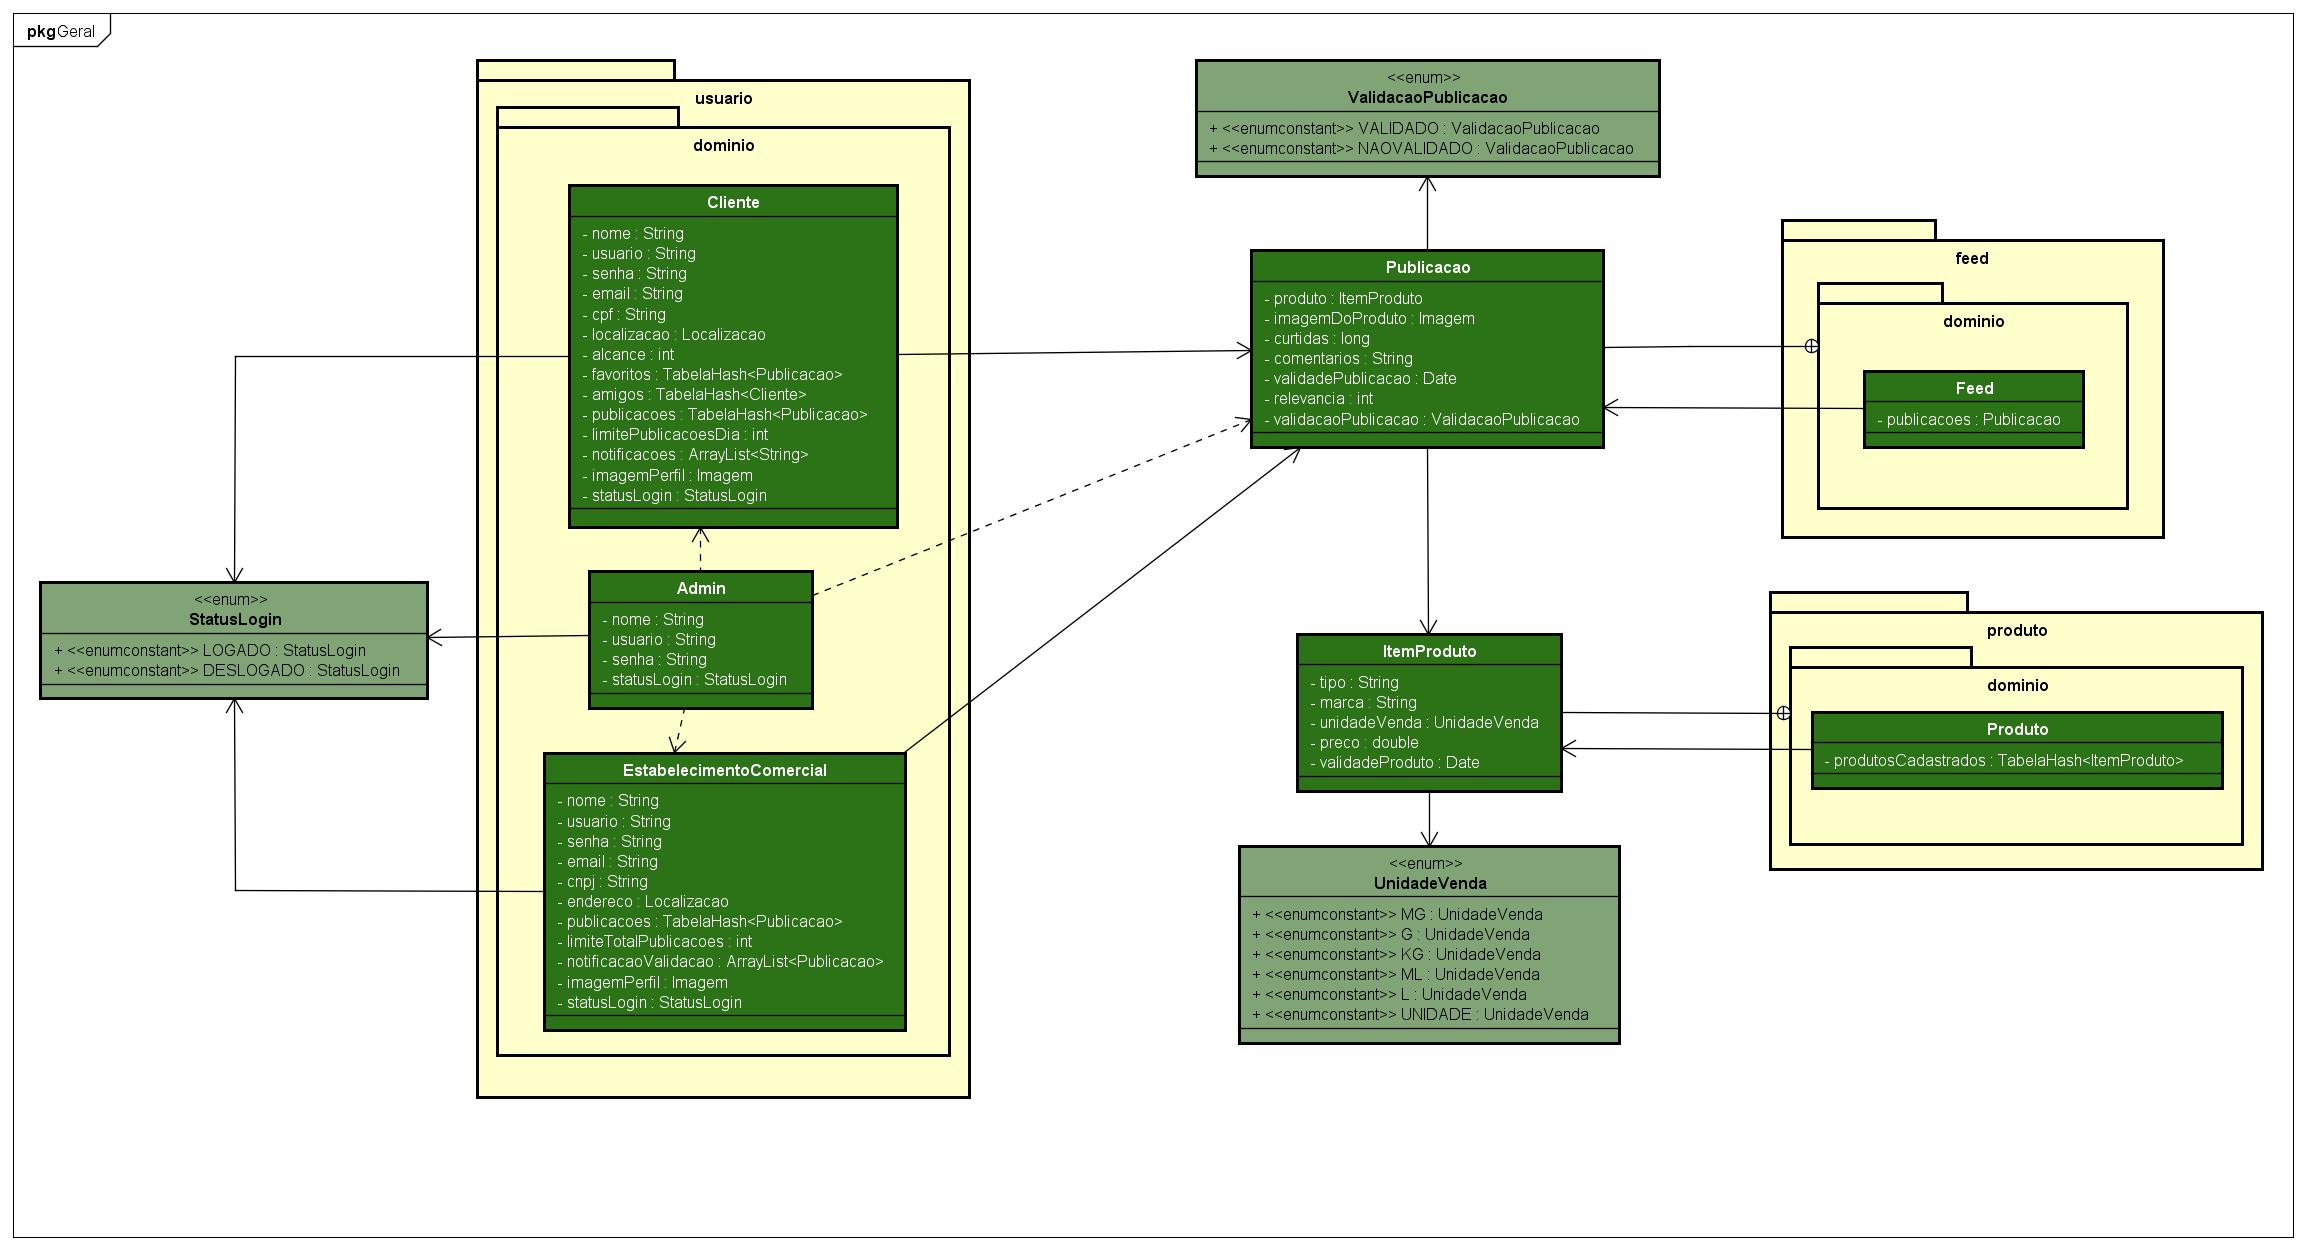 pkg Geral
usuario
dominio
Cliente
- nome : String
- usuario : String
- senha : String
- email : String
- cpf : String
- localizacao : Localizacao
- alcance : int
- favoritos : TabelaHash<Publicacao>
- amigos : TabelaHash<Cliente>
- publicacoes : TabelaHash<Publicacao>
- limitePublicacoesDia : int
- notificacoes : ArrayList<String>
- imagemPerfil : Imagem
- statusLogin : StatusLogin
Admin
- nome : String
- usuario : String
- senha : String
- statusLogin : StatusLogin
EstabelecimentoComercial
- nome : String
- usuario : String
- senha : String
- email : String
- cnpj : String
- endereco : Localizacao
- publicacoes : TabelaHash<Publicacao>
- limiteTotalPublicacoes : int
- notificacaoValidacao : ArrayList<Publicacao>
- imagemPerfil : Imagem
- statusLogin : StatusLogin
<<enum>>
StatusLogin
+ <<enumconstant>> LOGADO : StatusLogin
+ <<enumconstant>> DESLOGADO : StatusLogin
<<enum>>
ValidacaoPublicacao
+ <<enumconstant>> VALIDADO : ValidacaoPublicacao
+ <<enumconstant>> NAOVALIDADO : ValidacaoPublicacao
Publicacao
- produto : ItemProduto
- imagemDoProduto : Imagem
- curtidas : long
- comentarios : String
- validadePublicacao : Date
- relevancia : int
- validacaoPublicacao : ValidacaoPublicacao
feed
dominio
Feed
- publicacoes : Publicacao
ItemProduto
- tipo : String
- marca : String
- unidadeVenda : UnidadeVenda
- preco : double
- validadeProduto : Date
produto
dominio
Produto
- produtosCadastrados : TabelaHash<ItemProduto>
<<enum>>
UnidadeVenda
+ <<enumconstant>> MG : UnidadeVenda
+ <<enumconstant>> G : UnidadeVenda
+ <<enumconstant>> KG : UnidadeVenda
+ <<enumconstant>> ML : UnidadeVenda
+ <<enumconstant>> L : UnidadeVenda
+ <<enumconstant>> UNIDADE : UnidadeVenda